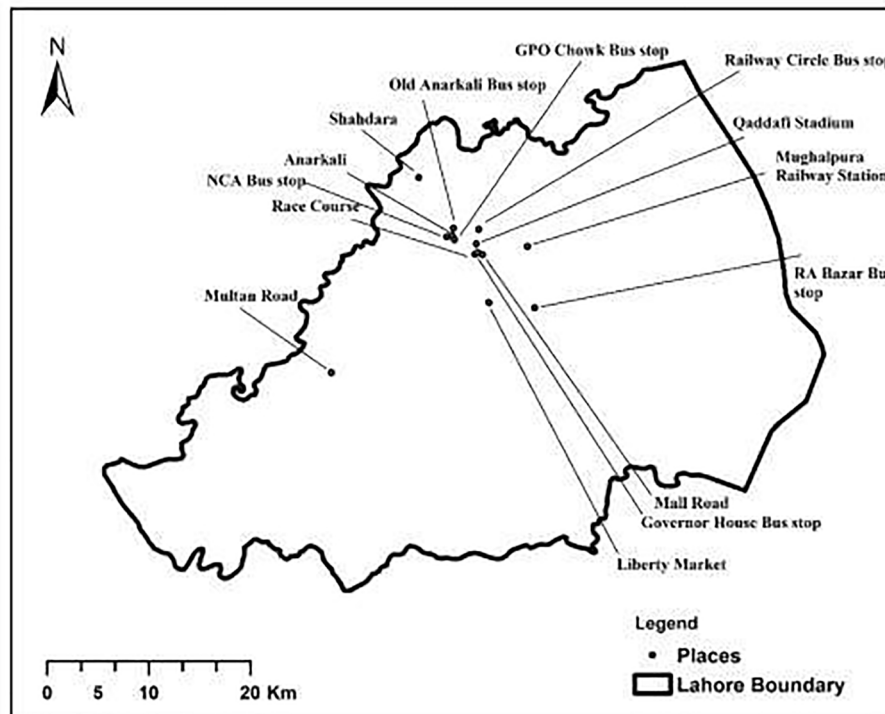 N
GPO Chowk Bus stop
Railway Circle Bus stop
Old Anarkali Bus stop
Shahdara
Qaddafi Stadium
Anarkali
Mughalpura
Railway Station
NCA Bus stop
Race Course
RA Bazar Bus
stop
Multan Road
Mall Road
Governor House Bus stop
Liberty Market
Legend
Places
Lahore Boundary
0 5 10 20 Km